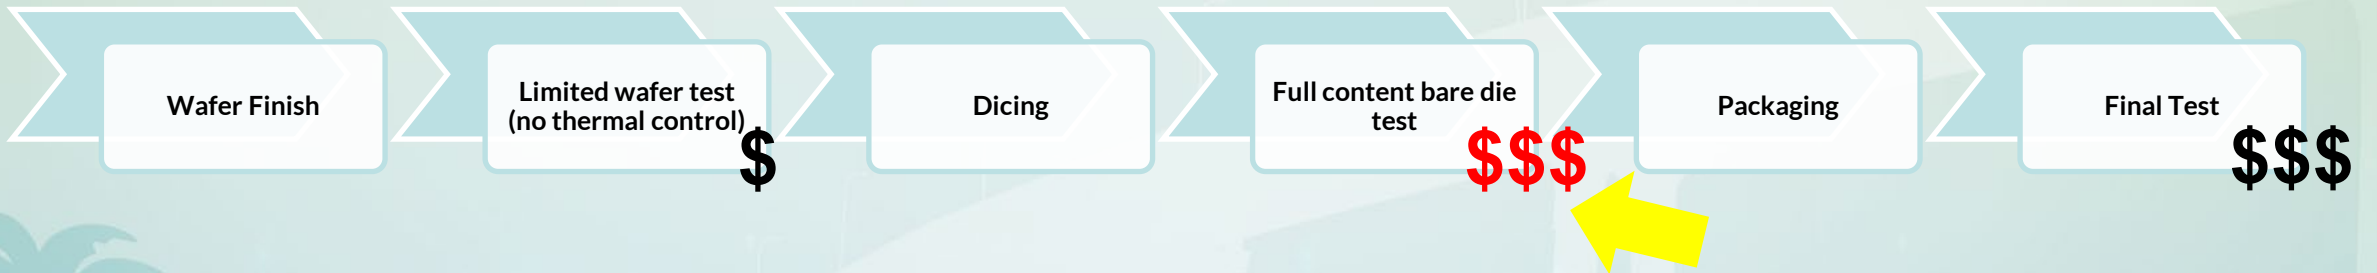 Wafer Finish
Limited wafer test
(no thermal control)
$
Dicing
Full content bare die
test
$$$
Packaging
Final Test
$$$